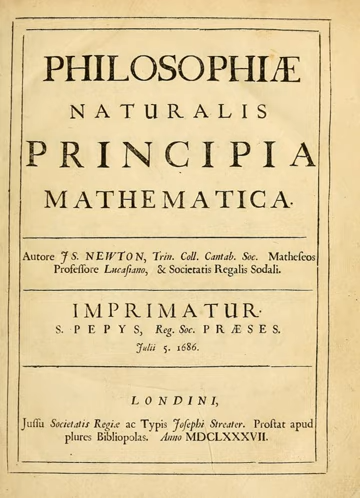 PHILOSOPHIÆ
NATURALIS
PRINCIPIA
MATHEMATICA.
Autore JS. NEWTON, Trin. Coll. Cantab. Soc. Matheseos
Professore Lucasiano, & Societatis Regalis Sodali.
IMPRIMATUR.
S. PEPYS, Reg. Soc. PRÆSES.
Julii 5. 1686.
LONDINI,
Jussu Societatis Regiæ ac Typis Josephi Streater. Prostat apud
plures Bibliopolas. Anno MDCLXXXVII.